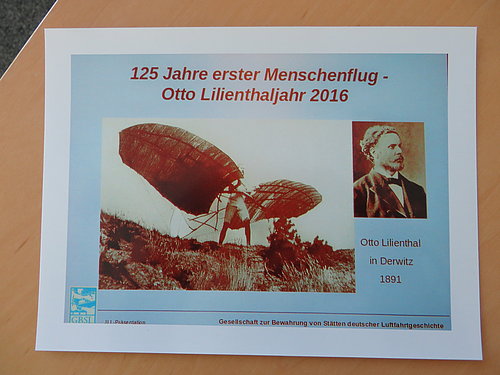 125 Jahre erster Menschenflug -
Otto Lilienthaljahr 2016
Otto Lilienthal
in Derwitz
1891
GBSL
Gesellschaft zur Bewahrung von Stätten deutscher Luftfahrtgeschichte